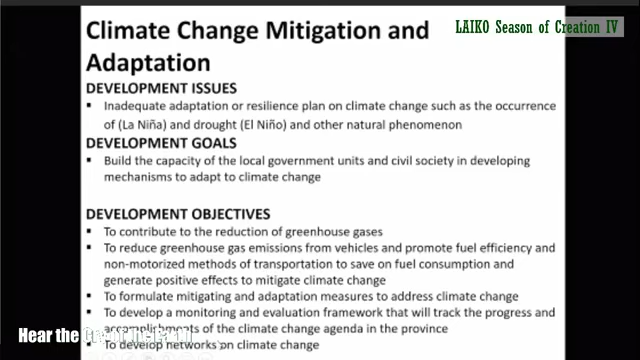 Climate Change Mitigation and
Adaptation
LAIKO Season of Creation IV
DEVELOPMENT ISSUES
▪ Inadequate adaptation or resilience plan on climate change such as the occurrence
of (La Niña) and drought (El Niño) and other natural phenomenon
DEVELOPMENT GOALS
▪ Build the capacity of the local government units and civil society in developing
mechanisms to adapt to climate change
DEVELOPMENT OBJECTIVES
▪ To contribute to the reduction of greenhouse gases
▪ To reduce greenhouse gas emissions from vehicles and promote fuel efficiency and
non-motorized methods of transportation to save on fuel consumption and
generate positive effects to mitigate climate change
▪ To formulate mitigating and adaptation measures to address climate change
▪ To develop a monitoring and evaluation framework that will track the progress and
accomplishments of the climate change agenda in the province
▪ To develop networks on climate change
Hear the